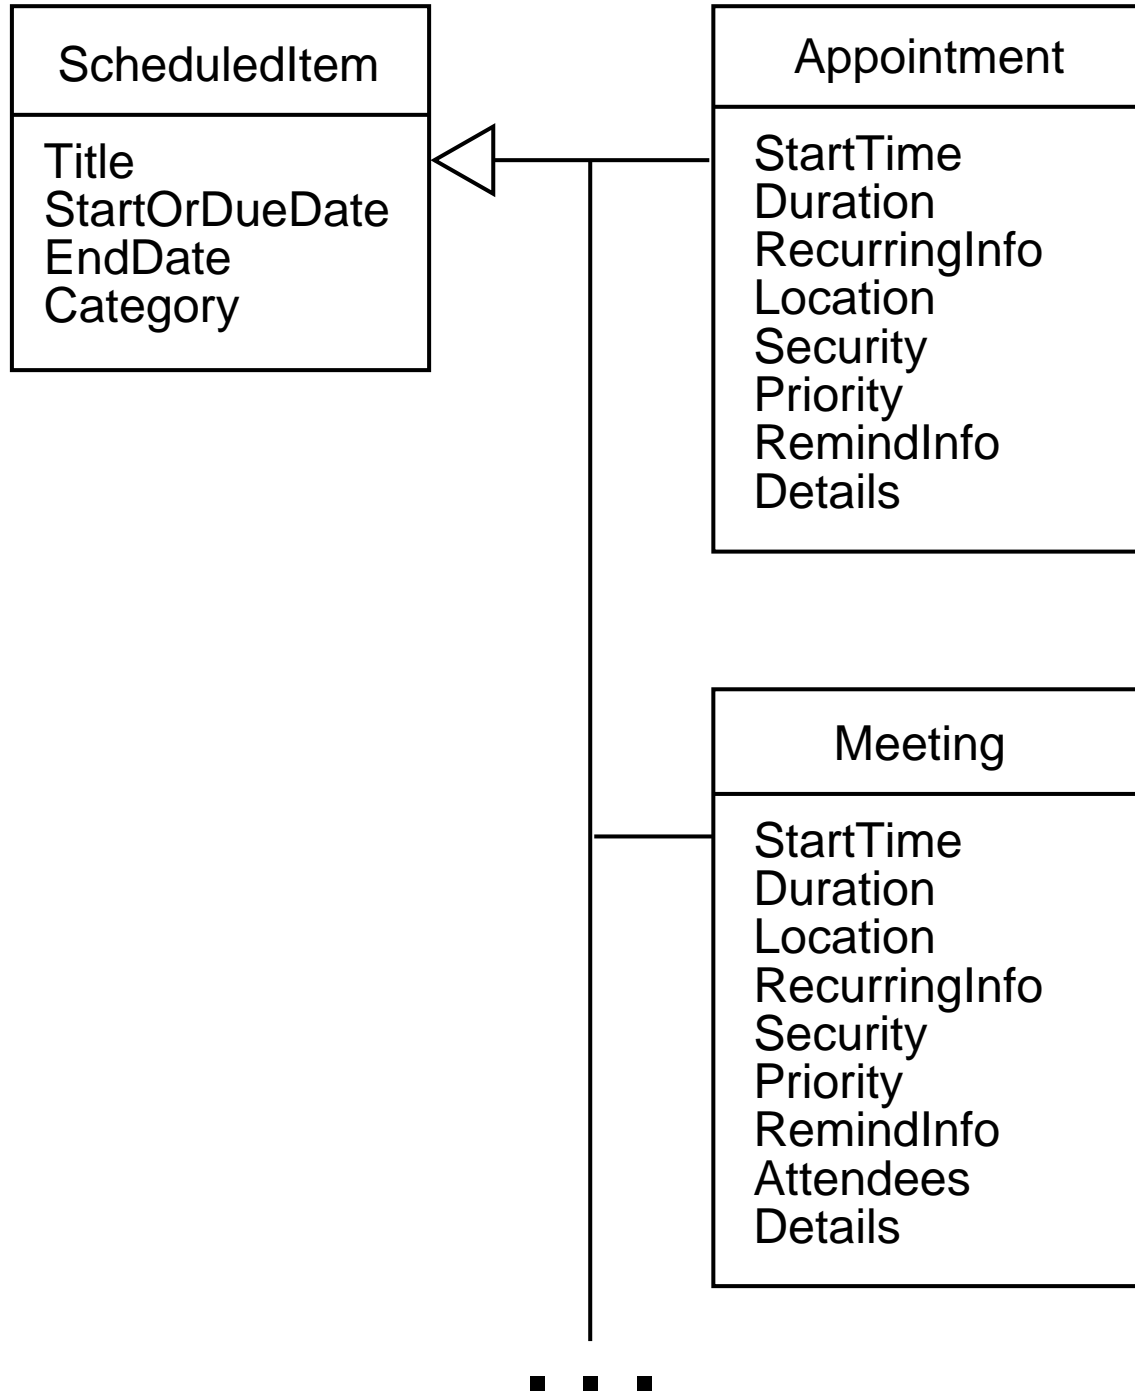 ScheduledItem
Title
StartOrDueDate
EndDate
Category
Appointment
StartTime
Duration
RecurringInfo
Location
Security
Priority
RemindInfo
Details
Meeting
StartTime
Duration
Location
RecurringInfo
Security
Priority
RemindInfo
Attendees
Details
. . .